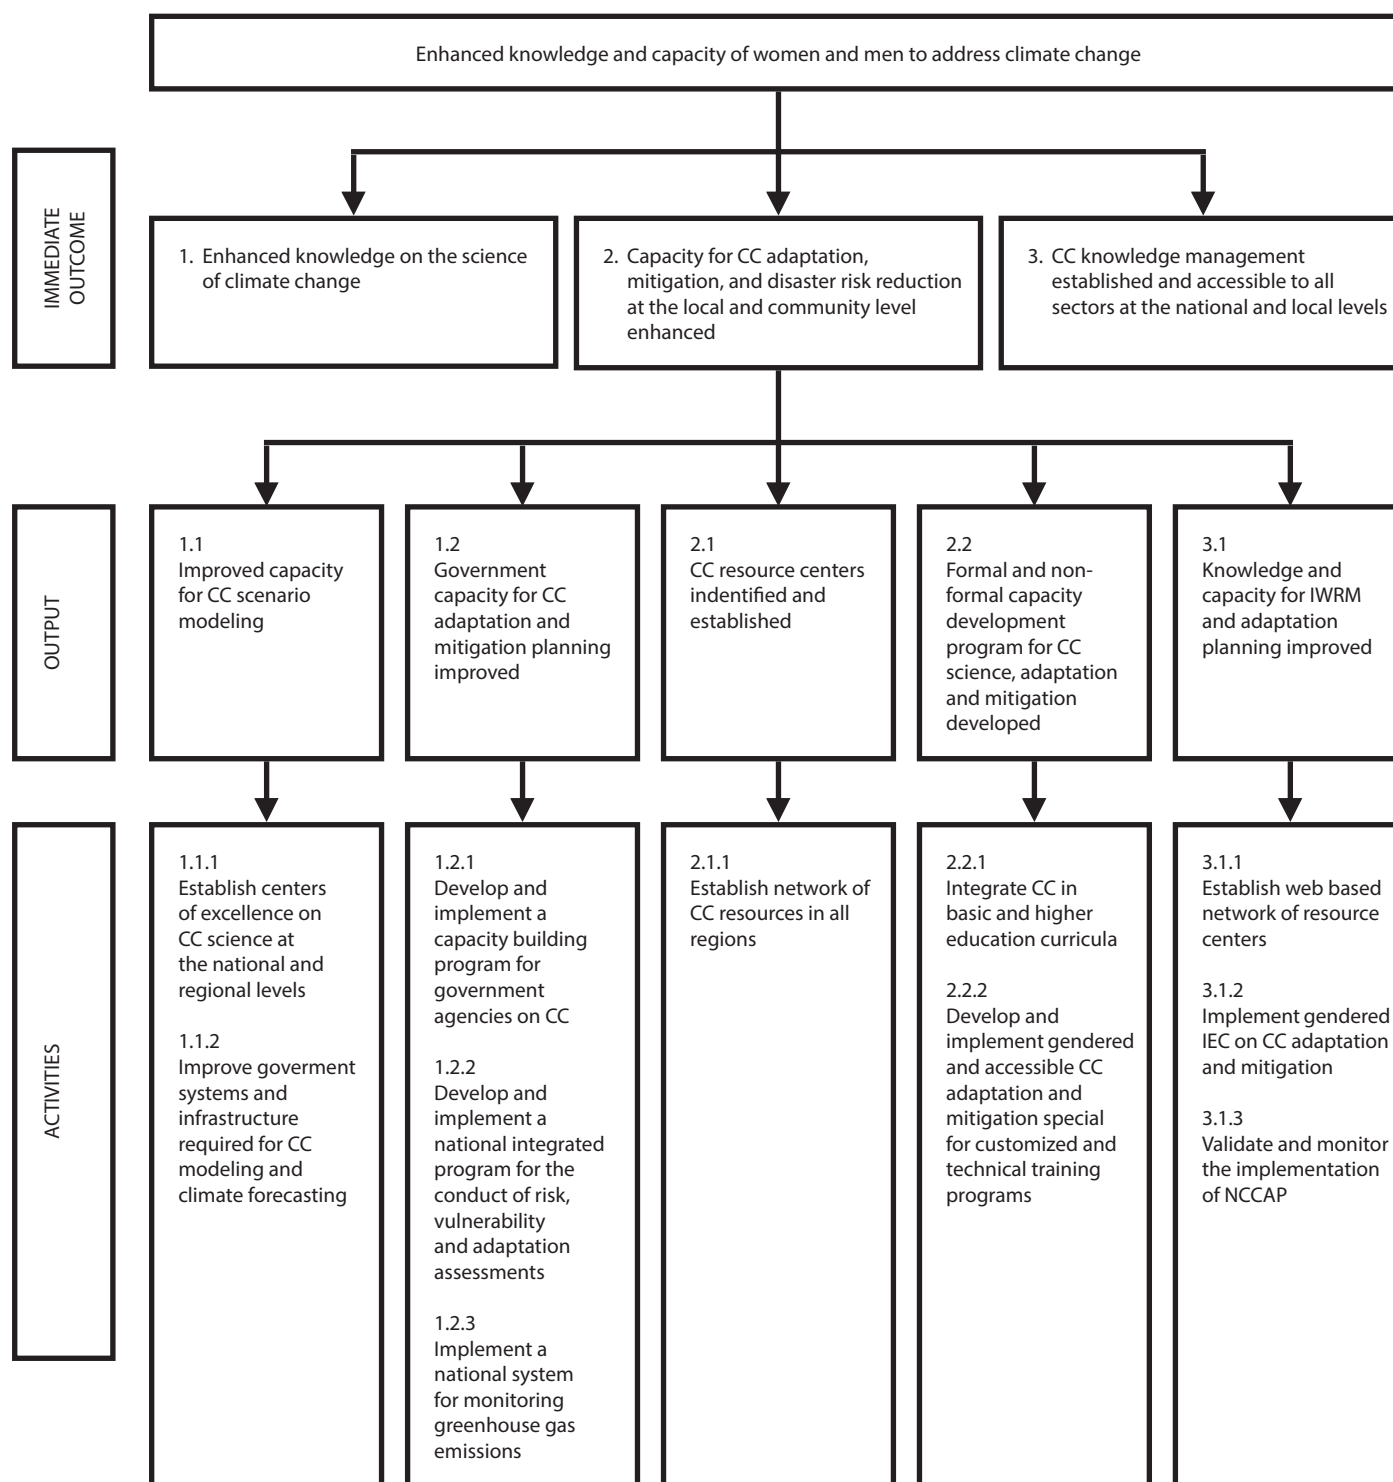 Enhanced knowledge and capacity of women and men to address climate change
IMMEDIATE
OUTCOME
1. Enhanced knowledge on the science
of climate change
2. Capacity for CC adaptation,
mitigation, and disaster risk reduction
at the local and community level
enhanced
3. CC knowledge management
established and accessible to all
sectors at the national and local levels
OUTPUT
1.1
Improved capacity
for CC scenario
modeling
1.2
Government
capacity for CC
adaptation and
mitigation planning
improved
2.1
CC resource centers
indentified and
established
2.2
Formal and non-
formal capacity
development
program for CC
science, adaptation
and mitigation
developed
3.1
Knowledge and
capacity for IWRM
and adaptation
planning improved
ACTIVITIES
1.1.1
Establish centers
of excellence on
CC science at
the national and
regional levels
1.1.2
Improve goverment
systems and
infrastructure
required for CC
modeling and
climate forecasting
1.2.1
Develop and
implement a
capacity building
program for
government
agencies on CC
1.2.2
Develop and
implement a
national integrated
program for the
conduct of risk,
vulnerability
and adaptation
assessments
1.2.3
Implement a
national system
for monitoring
greenhouse gas
emissions
2.1.1
Establish network of
CC resources in all
regions
2.2.1
Integrate CC in
basic and higher
education curricula
2.2.2
Develop and
implement gendered
and accessible CC
adaptation and
mitigation special
for customized and
technical training
programs
3.1.1
Establish web based
network of resource
centers
3.1.2
Implement gendered
IEC on CC adaptation
and mitigation
3.1.3
Validate and monitor
the implementation
of NCCAP